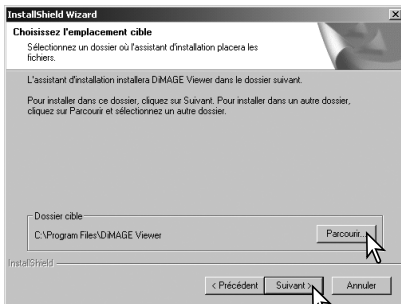 InstallShield Wizard
Choisissez l'emplacement cible
Sélectionnez un dossier où l'assistant d'installation placera les
fichiers.
L'assistant d'installation installera DiMAGE Viewer dans le dossier suivant.
Pour installer dans ce dossier, cliquez sur Suivant. Pour installer dans un autre dossier,
cliquez sur Parcourir et sélectionnez un autre dossier.
Dossier cible
C:\Program Files\DiMAGE Viewer
Parcourir...
InstallShield
< Précédent
Suivant >
Annuler